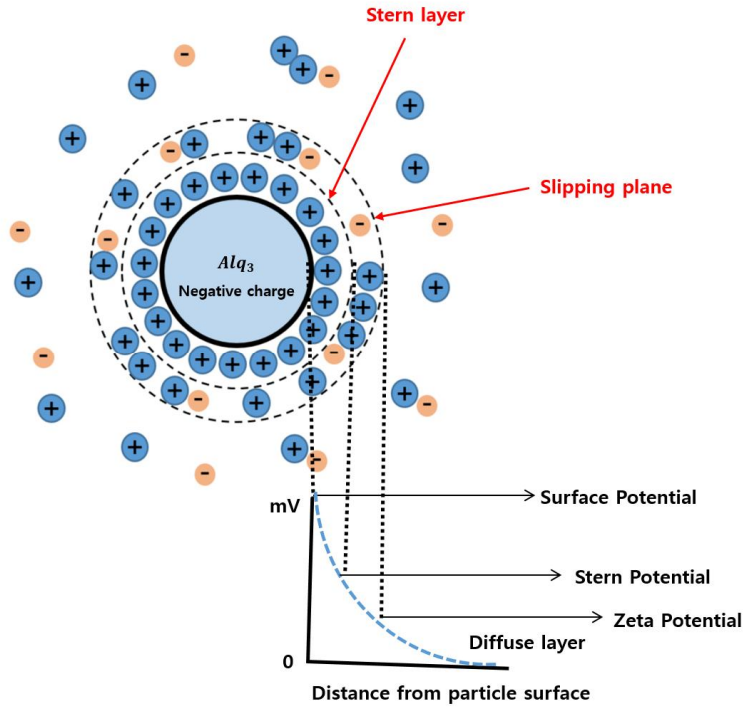 Stern layer
Slipping plane
Alq₃
Negative charge
mV
Surface Potential
Stern Potential
Zeta Potential
Diffuse layer
0
Distance from particle surface